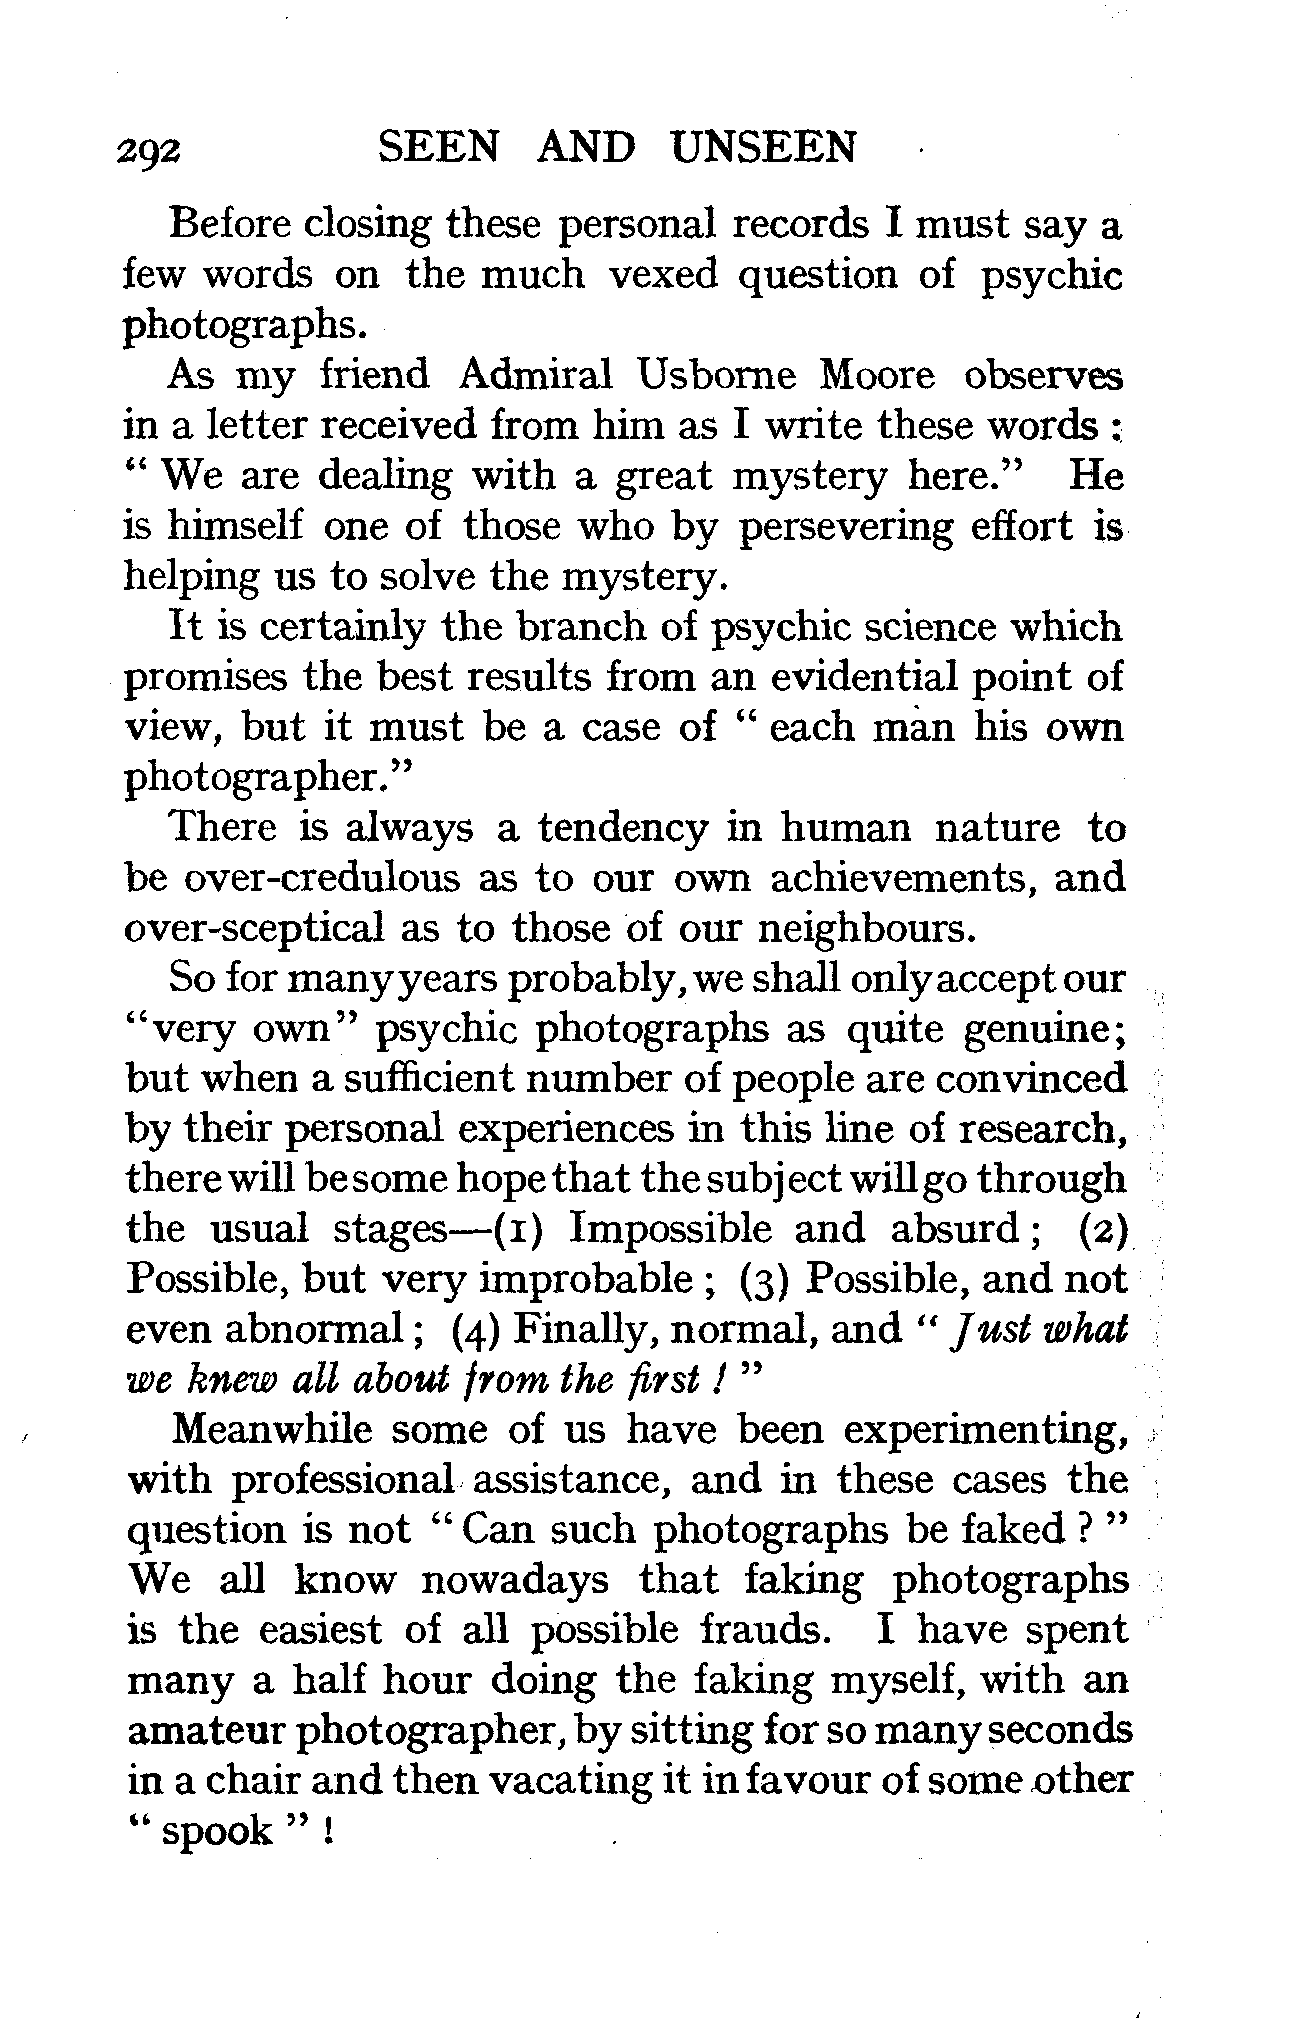 292 SEEN AND UNSEEN
Before closing these personal records I must say a
few words on the much vexed question of psychic
photographs.
As my friend Admiral Usborne Moore observes
in a letter received from him as I write these words :
“ We are dealing with a great mystery here.” He
is himself one of those who by persevering effort is
helping us to solve the mystery.
It is certainly the branch of psychic science which
promises the best results from an evidential point of
view, but it must be a case of “ each man his own
photographer.”
There is always a tendency in human nature to
be over-credulous as to our own achievements, and
over-sceptical as to those of our neighbours.
So for many years probably, we shall only accept our
“very own” psychic photographs as quite genuine;
but when a sufficient number of people are convinced
by their personal experiences in this line of research,
there will be some hope that the subject will go through
the usual stages—(1) Impossible and absurd ; (2)
Possible, but very improbable ; (3) Possible, and not
even abnormal ; (4) Finally, normal, and “ Just what
we knew all about from the first ! ”
Meanwhile some of us have been experimenting,
with professional assistance, and in these cases the
question is not “ Can such photographs be faked ? ”
We all know nowadays that faking photographs
is the easiest of all possible frauds. I have spent
many a half hour doing the faking myself, with an
amateur photographer, by sitting for so many seconds
in a chair and then vacating it in favour of some other
“ spook ” !